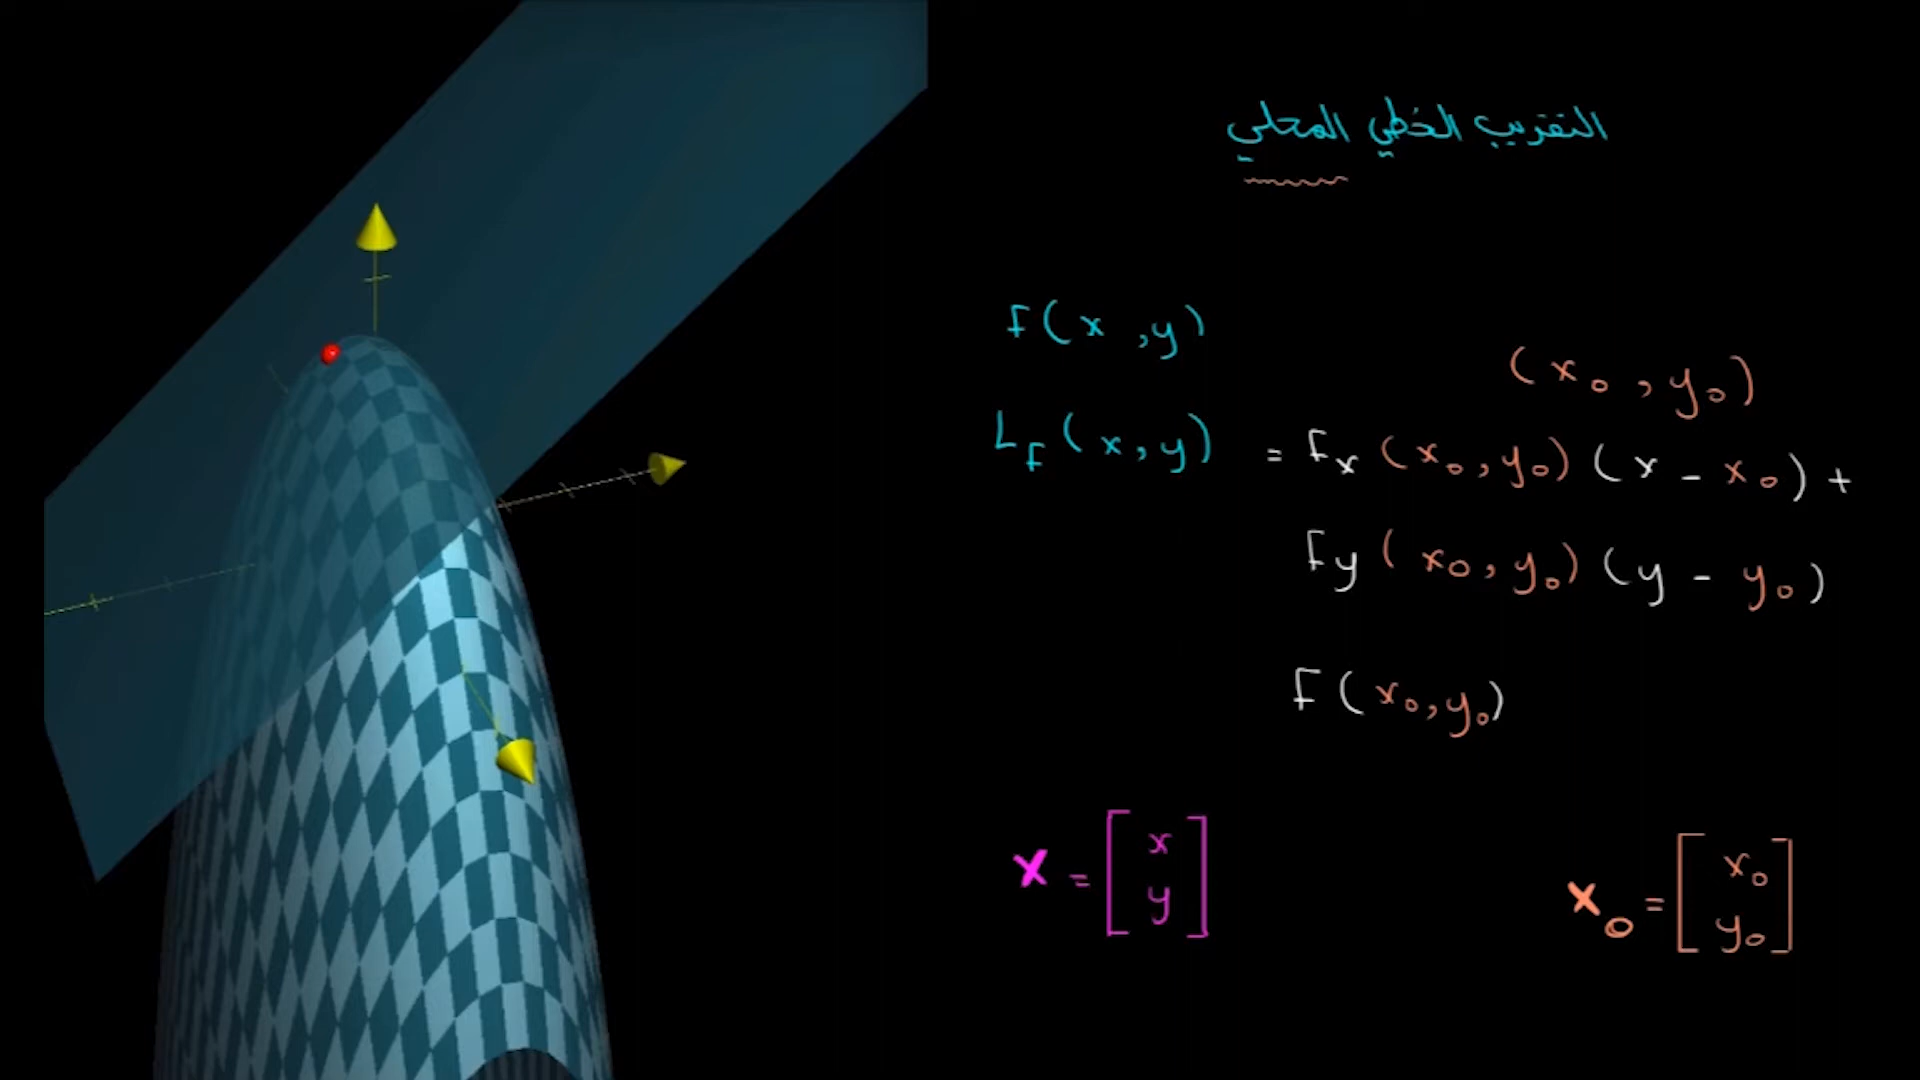 التقريب الخطي المحلي
f(x,y)
(x₀,y₀)
L_f(x,y) = f_x(x₀,y₀)(x-x₀)+
f_y(x₀,y₀)(y-y₀)
f(x₀,y₀)
x = [x y]
x₀ = [x₀ y₀]